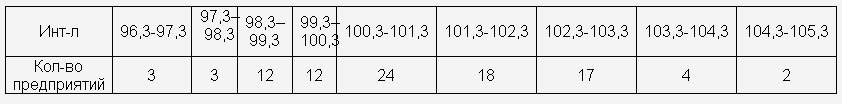 Инт-л 96,3-97,3 97,3–98,3 98,3–99,3 99,3–100,3 100,3-101,3 101,3-102,3 102,3-103,3 103,3-104,3 104,3-105,3
Кол-во предприятий 3 3 12 12 24 18 17 4 2